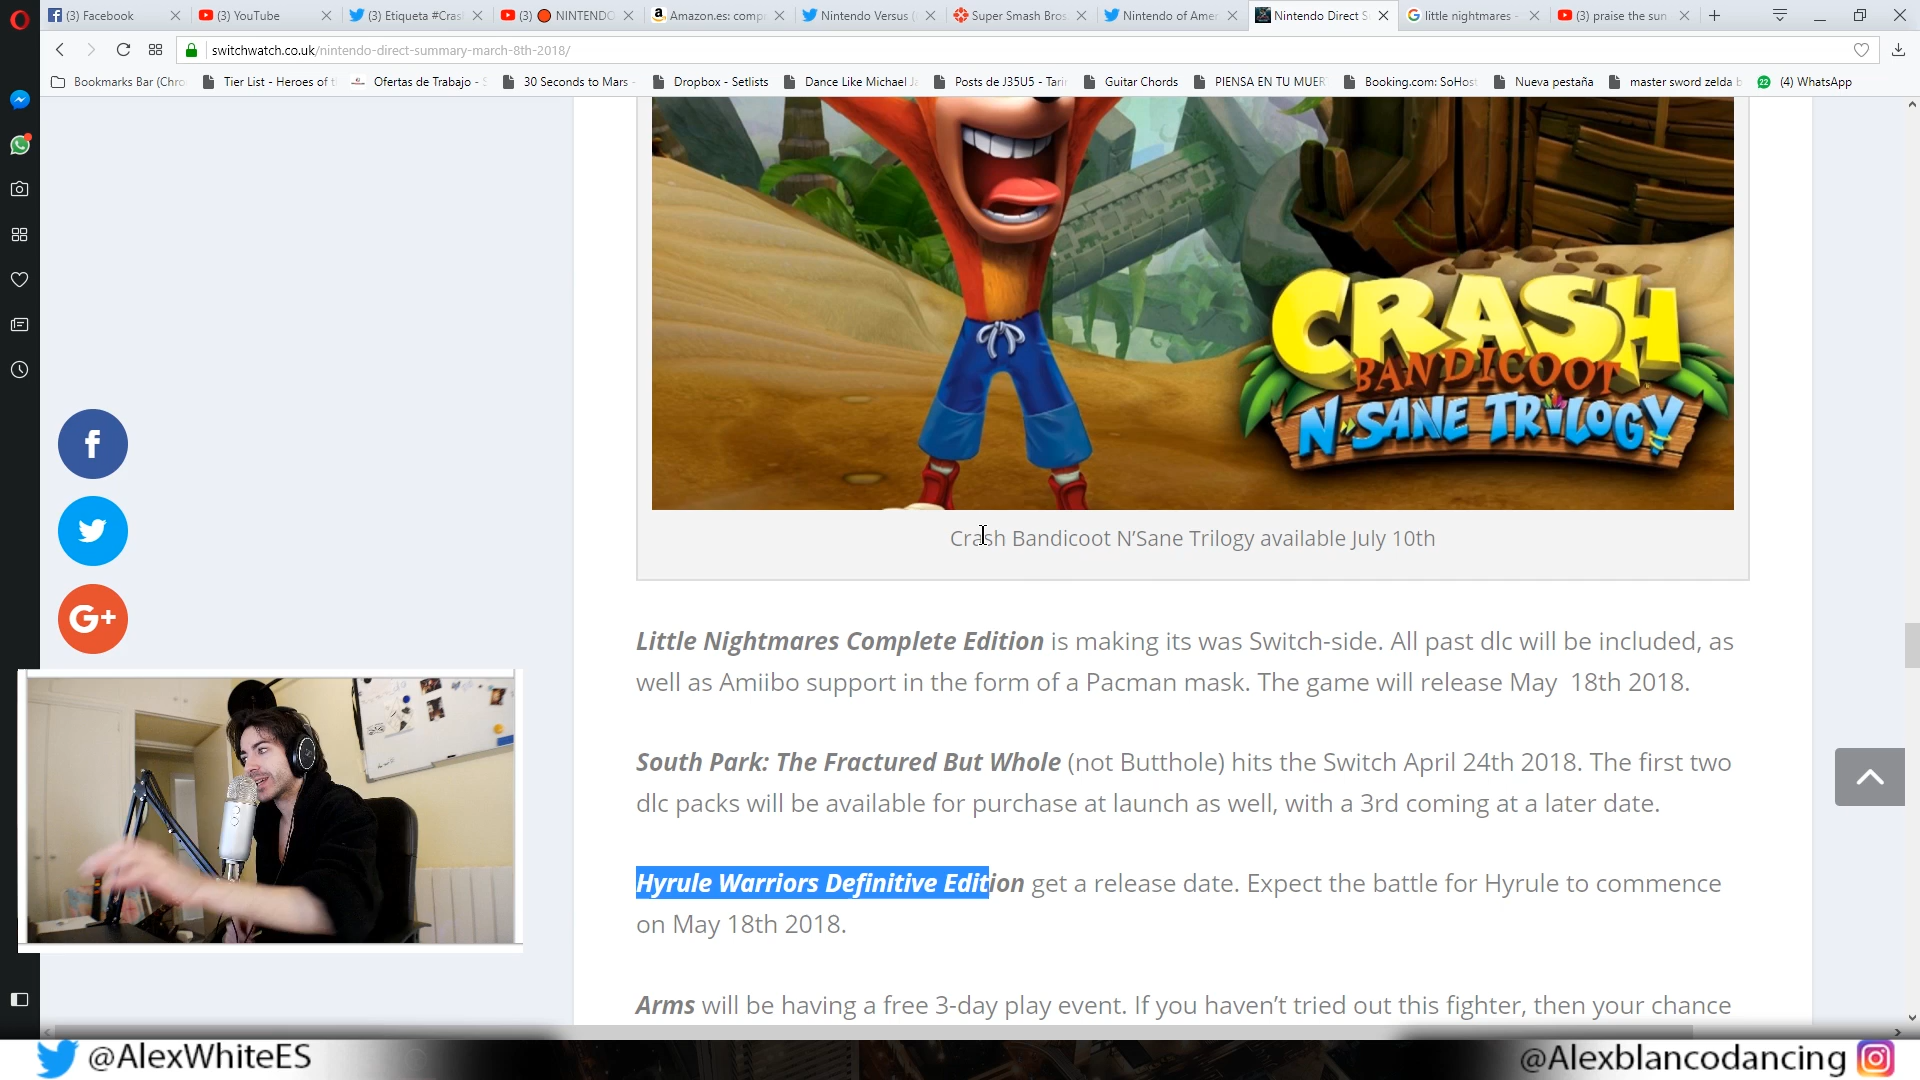 (3) Facebook
(3) YouTube
(3) Etiqueta #Cras
(3) NINTENDO
Amazon.es: comp
Nintendo Versus
Super Smash Bros
Nintendo of Amer
Nintendo Direct S
little nightmares -
(3) praise the sun
switchwatch.co.uk/nintendo-direct-summary-march-8th-2018/
Bookmarks Bar (Chro
Tier List - Heroes of t
Ofertas de Trabajo - S
30 Seconds to Mars -
Dropbox - Setlists
Dance Like Michael Ja
Posts de J35U5 - Tari
Guitar Chords
PIENSA EN TU MUER
Booking.com: SoHost
Nueva pestaña
master sword zelda b
22
(4) WhatsApp
CRASH
BANDICOOT
N·SANE TRILOGY
Crash Bandicoot N’Sane Trilogy available July 10th
f
G+
Little Nightmares Complete Edition is making its was Switch-side. All past dlc will be included, as
well as Amiibo support in the form of a Pacman mask. The game will release May 18th 2018.
South Park: The Fractured But Whole (not Butthole) hits the Switch April 24th 2018. The first two
dlc packs will be available for purchase at launch as well, with a 3rd coming at a later date.
Hyrule Warriors Definitive Edition get a release date. Expect the battle for Hyrule to commence
on May 18th 2018.
Arms will be having a free 3-day play event. If you haven’t tried out this fighter, then your chance
@AlexWhiteES
@Alexblancodancing